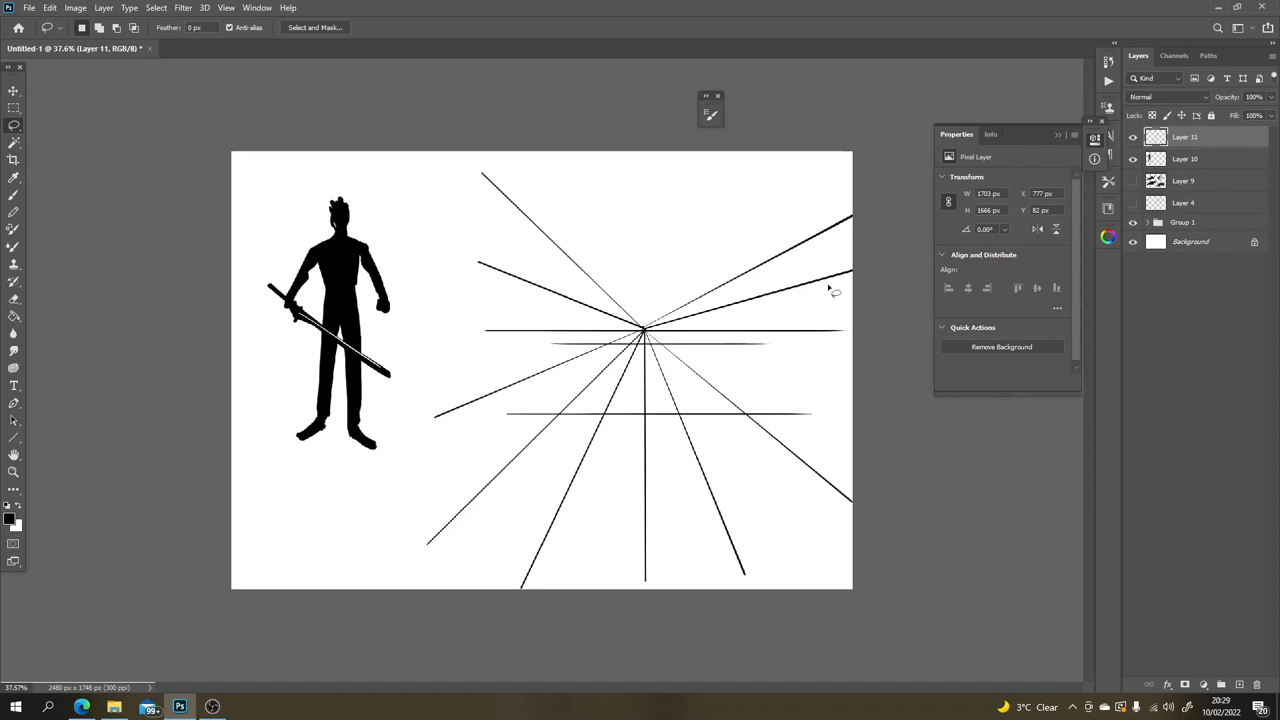 Ps File Edit Image Layer Type Select Filter 3D View Window Help
Feather: 0 px Anti-alias Select and Mask...
Untitled-1 @ 37.6% (Layer 11, RGB/8) *
Layers Channels Paths
Kind
Normal Opacity: 100%
Lock: Fill: 100%
Layer 11
Layer 10
Layer 9
Layer 4
Group 1
Background
Properties Info
Pixel Layer
Transform
W 1703 px X 777 px
H 1666 px Y 82 px
0.00°
Align and Distribute
Align:
Quick Actions
Remove Background
37.57% 2480 px x 1748 px (300 ppi)
99+ Ps 3°C Clear 20:29
10/02/2022 20